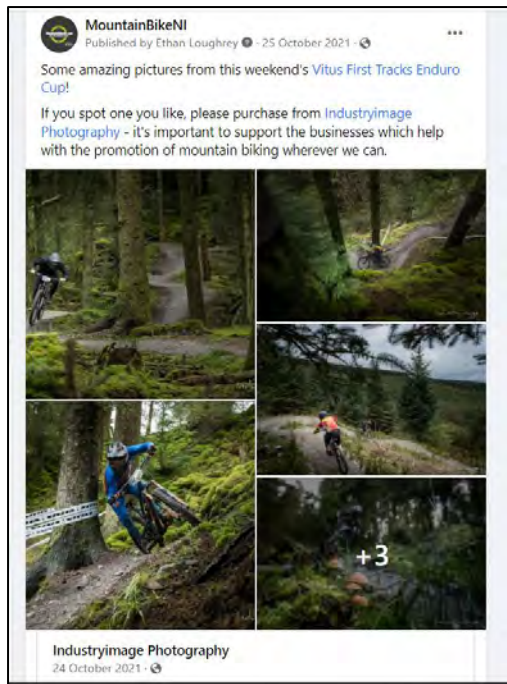 MountainBikeNI
Published by Ethan Loughrey · 25 October 2021 ·
Some amazing pictures from this weekend's Vitus First Tracks Enduro
Cup!
If you spot one you like, please purchase from Industryimage
Photography - it's important to support the businesses which help
with the promotion of mountain biking wherever we can.
+3
Industryimage Photography
24 October 2021 ·